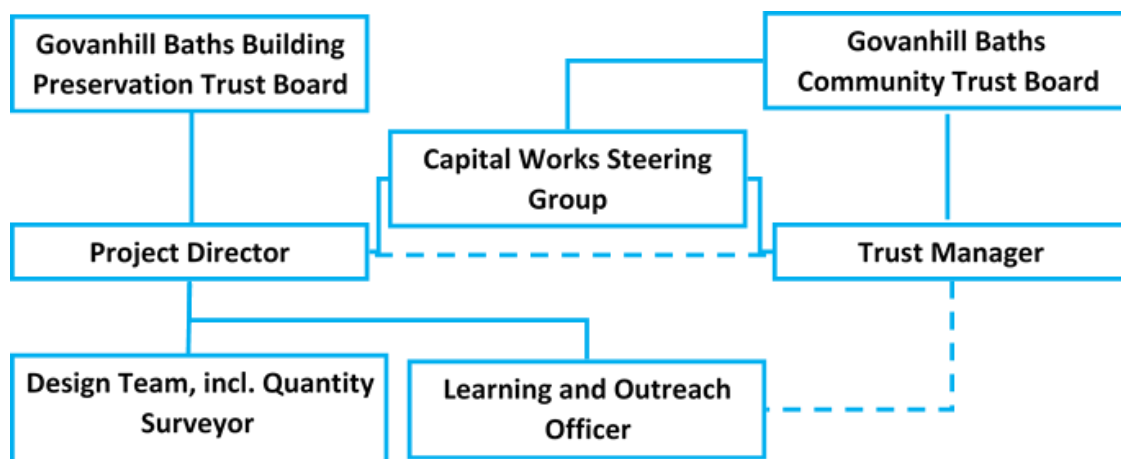 Govanhill Baths Building
Preservation Trust Board
Govanhill Baths
Community Trust Board
Capital Works Steering
Group
Project Director
Trust Manager
Design Team, incl. Quantity
Surveyor
Learning and Outreach
Officer